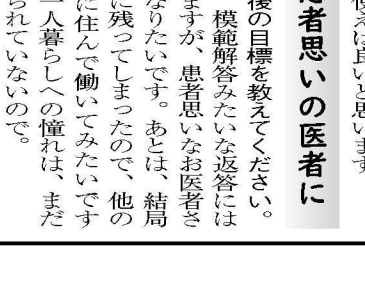 使えば良いと思います
者思いの医者に
後の目標を教えてください。
模範解答みたいな返答には
ますが、患者思いなお医者さ
なりたいです。あとは、結局
に残ってしまったので、他の
に住んで働いてみたいです
一人暮らしへの憧れは、まだ
られていないので。